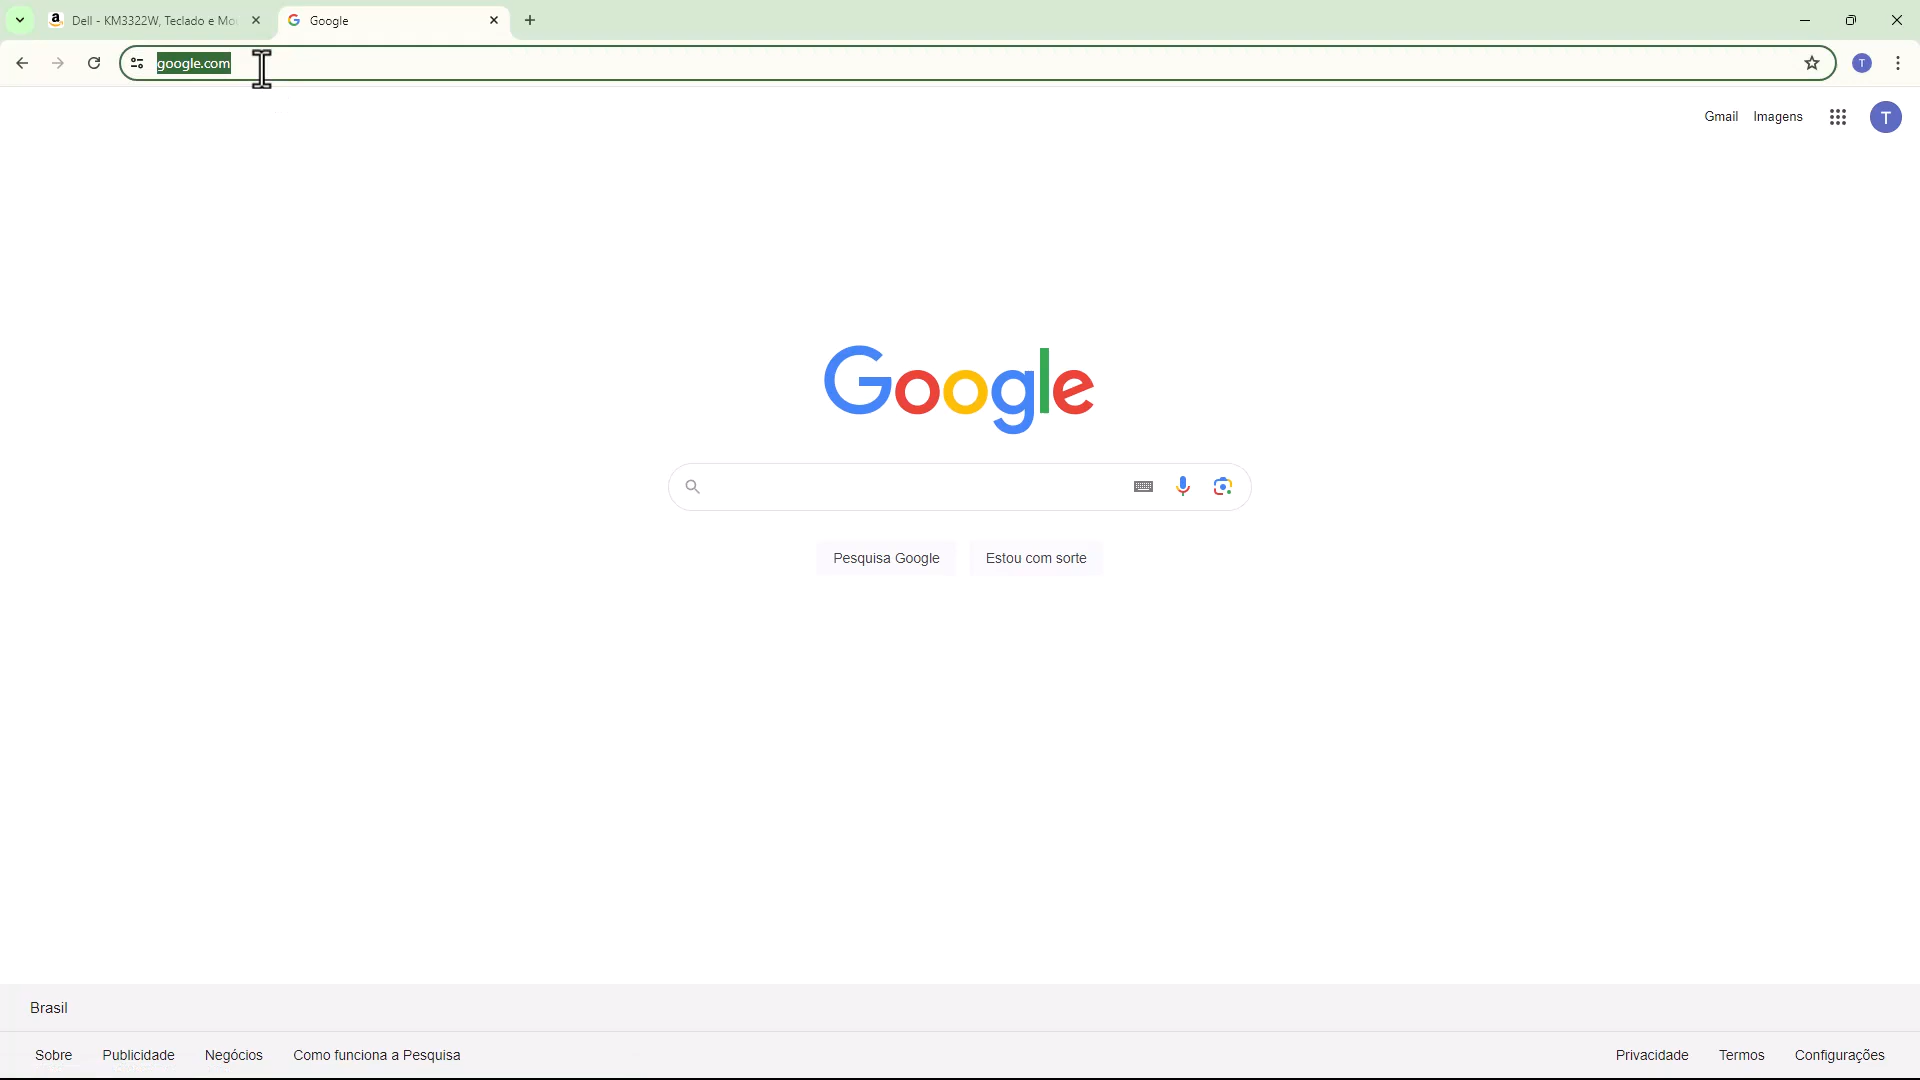 Dell - KM3322W, Teclado e Mo
Google
google.com
Gmail Imagens
T
T
Google
Pesquisa Google Estou com sorte
Brasil
Sobre Publicidade Negócios Como funciona a Pesquisa Privacidade Termos Configurações